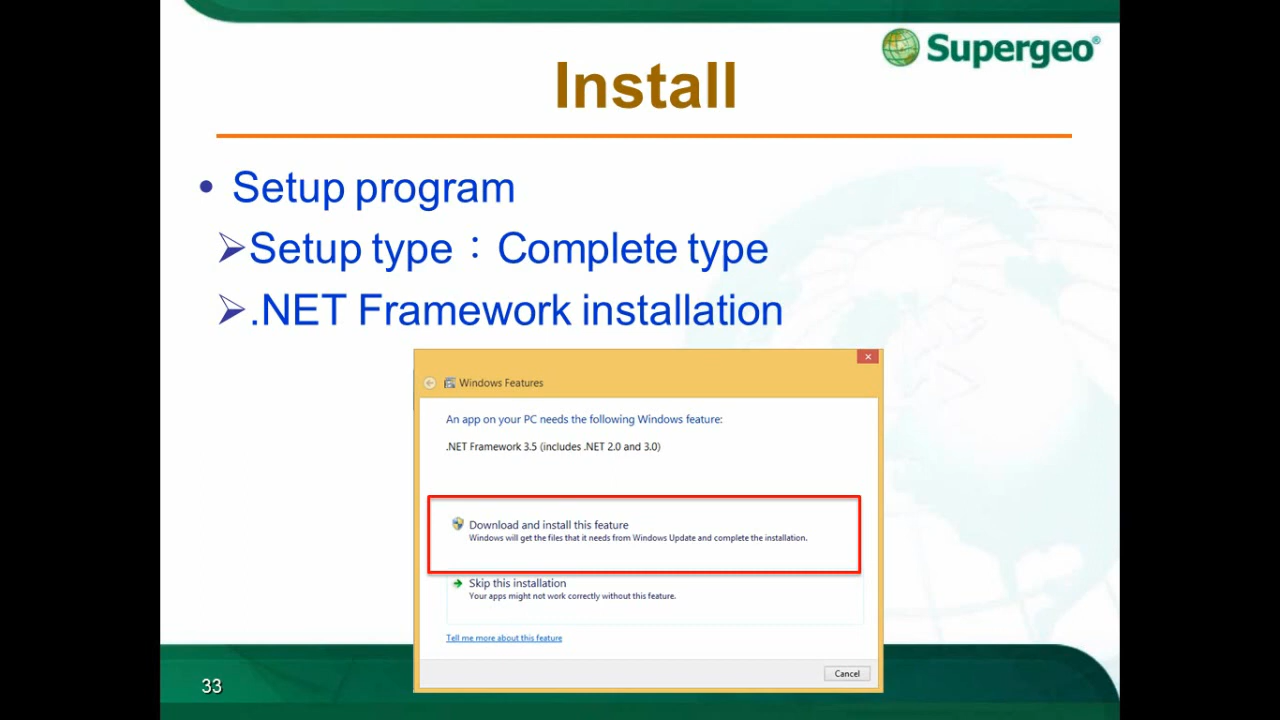 Supergeo®
Install
• Setup program
➢Setup type：Complete type
➢.NET Framework installation
Windows Features
An app on your PC needs the following Windows feature:
.NET Framework 3.5 (includes .NET 2.0 and 3.0)
Download and install this feature
Windows will get the files that it needs from Windows Update and complete the installation.
Skip this installation
Your apps might not work correctly without this feature.
Tell me more about this feature
Cancel
33